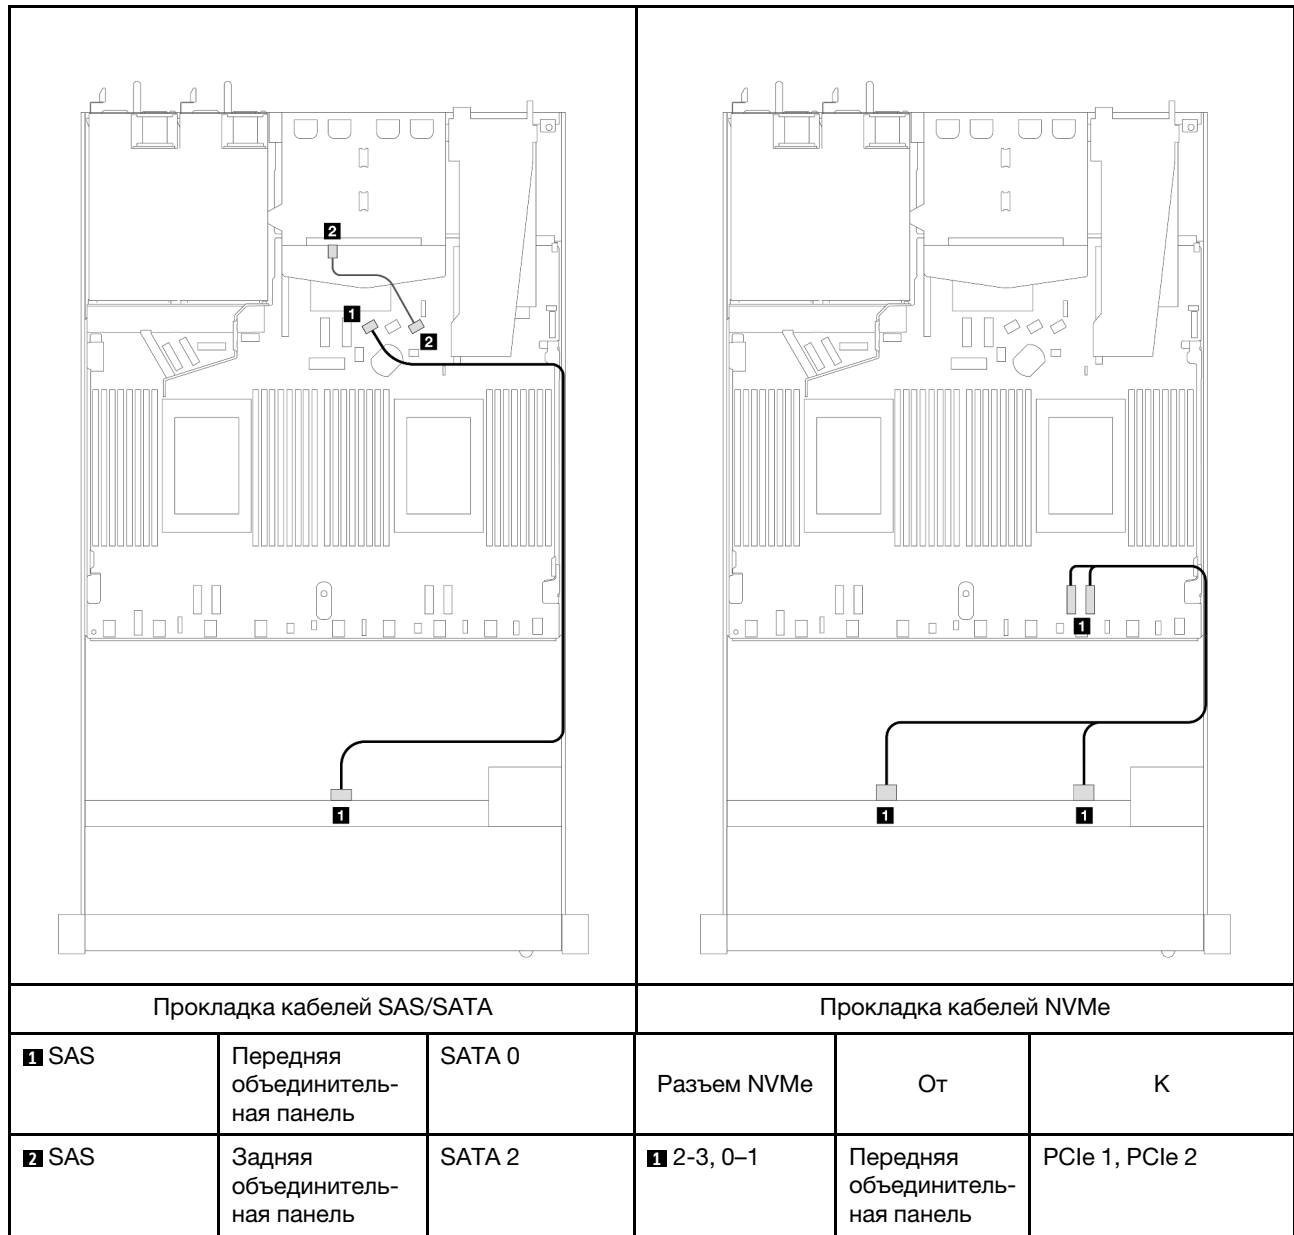 2
1
2
1
1
1
1
Прокладка кабелей SAS/SATA
Прокладка кабелей NVMe
1 SAS
Передняя
объединитель-
ная панель
SATA 0
Разъем NVMe
От
К
2 SAS
Задняя
объединитель-
ная панель
SATA 2
1 2-3, 0–1
Передняя
объединитель-
ная панель
PCIe 1, PCIe 2